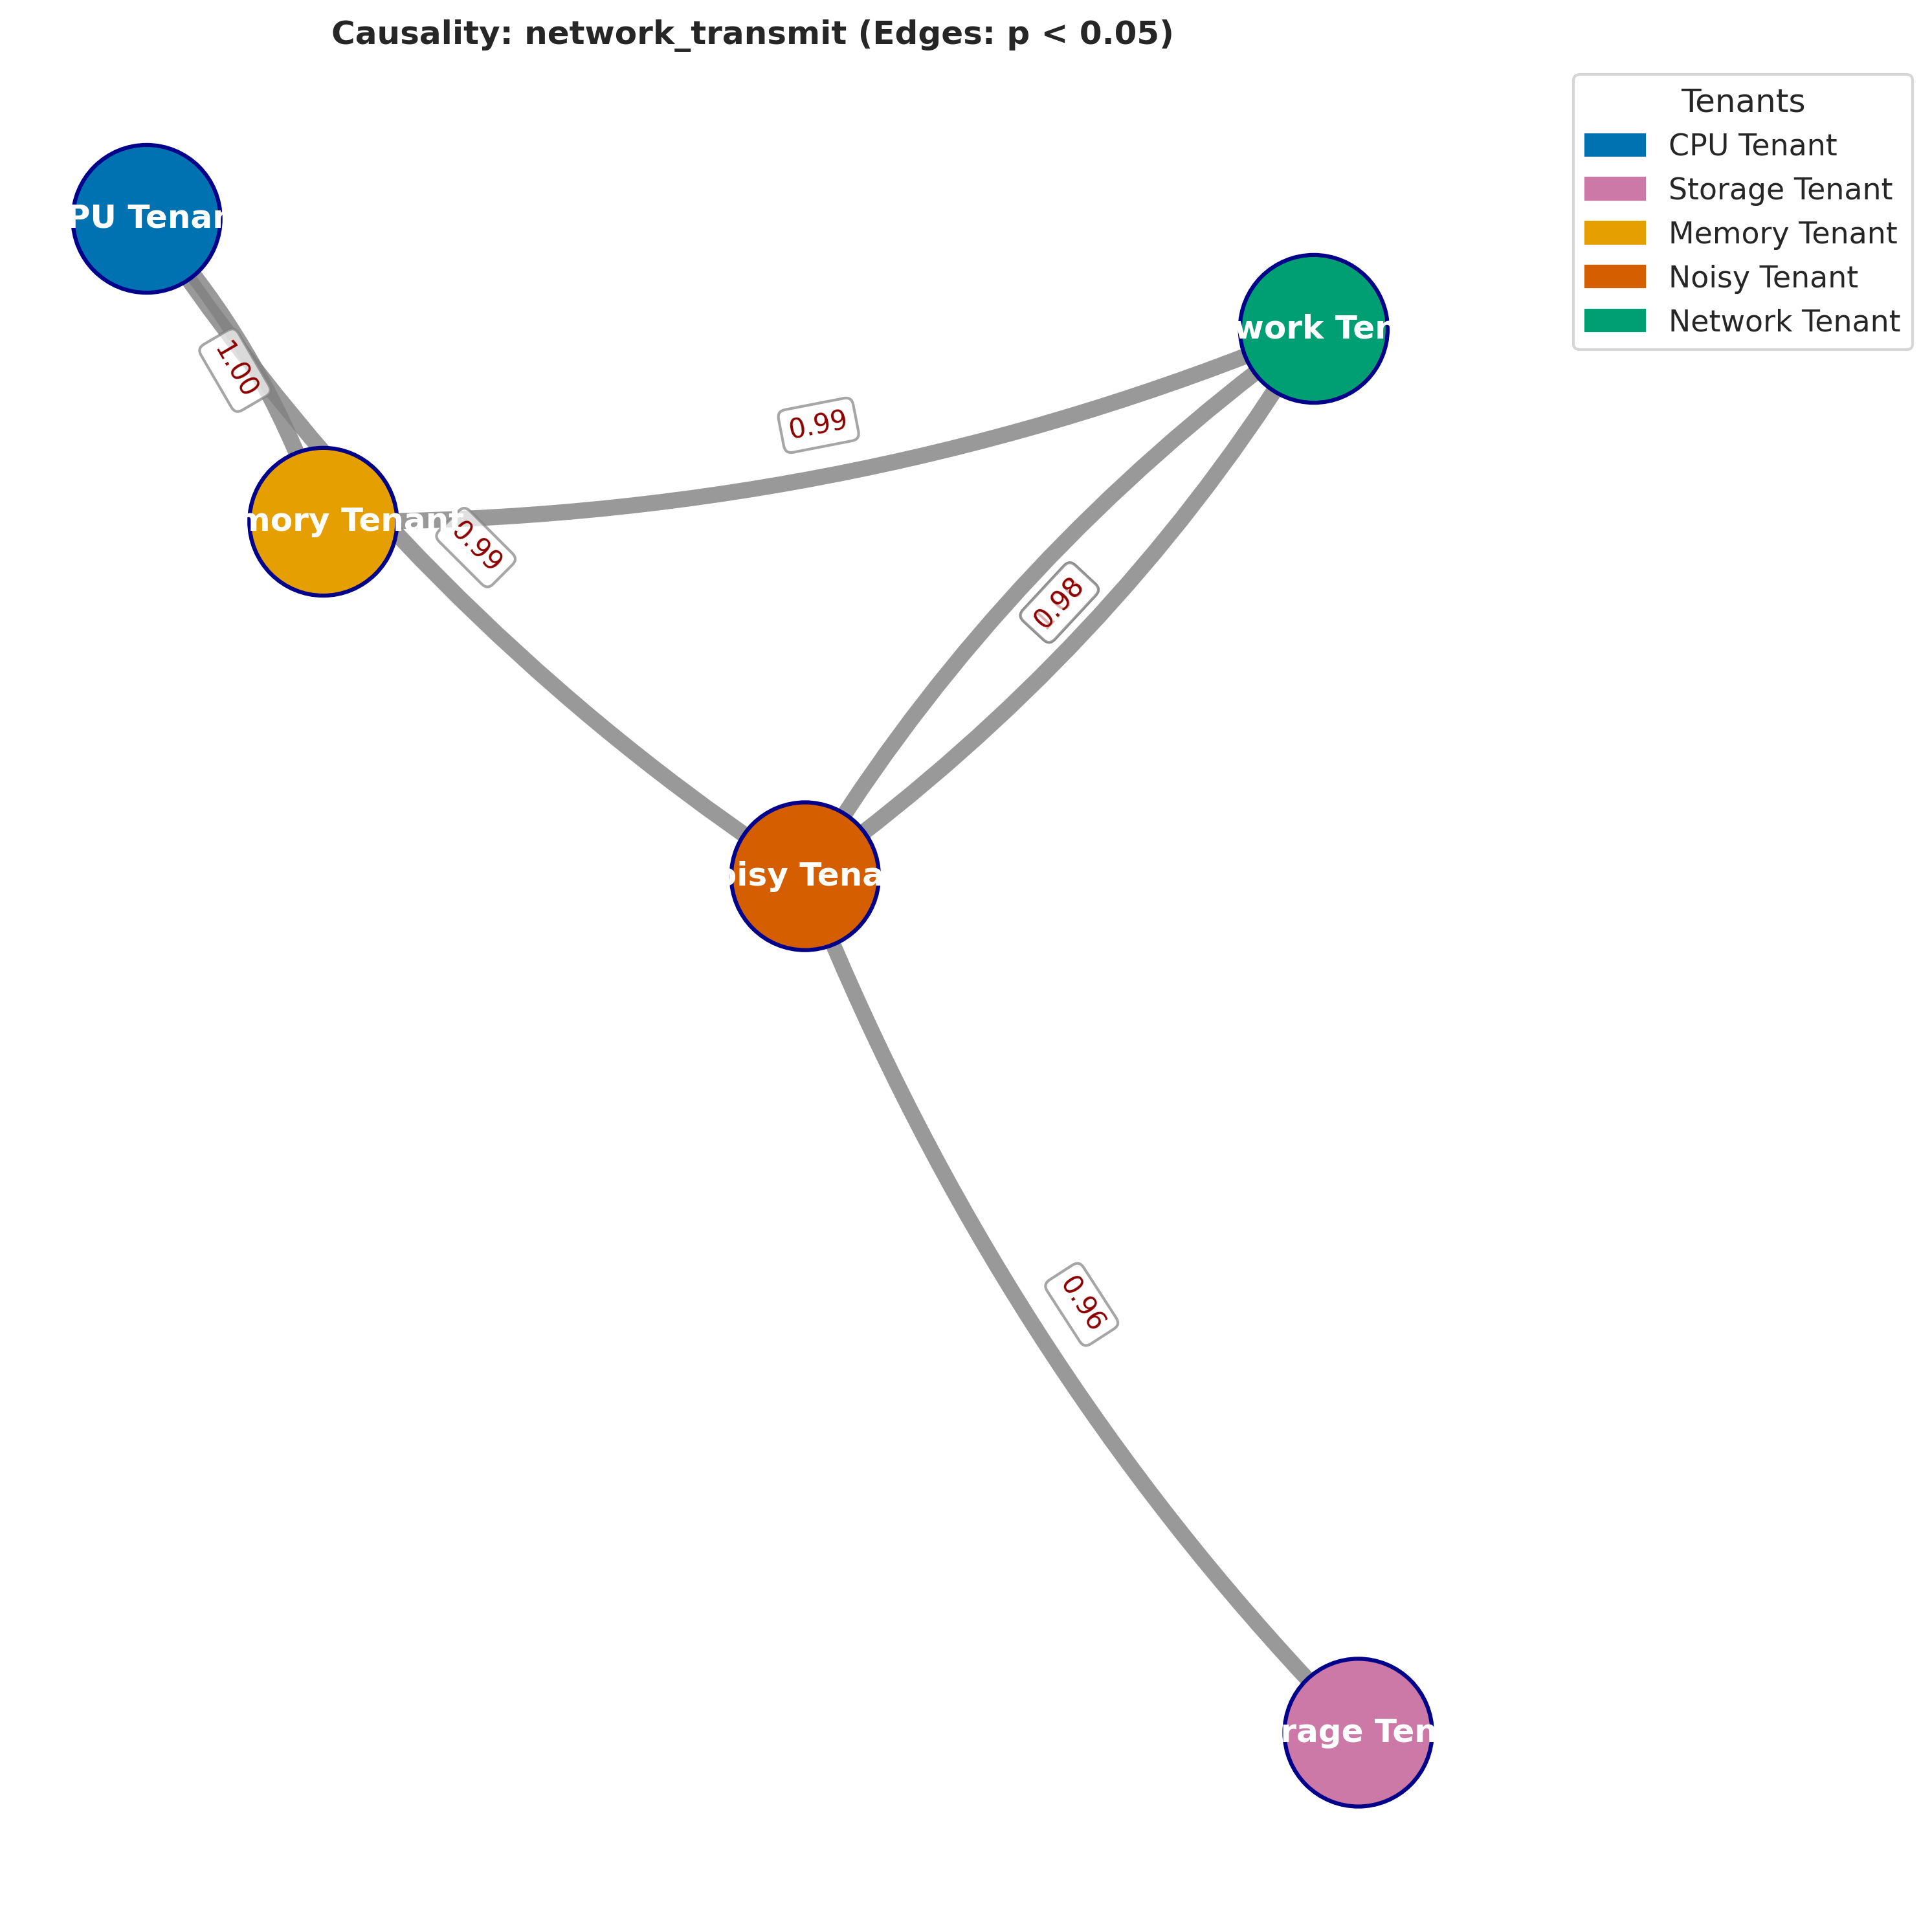 Causality: network_transmit (Edges: p < 0.05)
Tenants
CPU Tenant
Storage Tenant
Memory Tenant
Noisy Tenant
Network Tenant
PU Tenar
work Ten
1.00
0.99
mory Tenant
0.99
0.98
oisy Tena
0.96
rage Ten